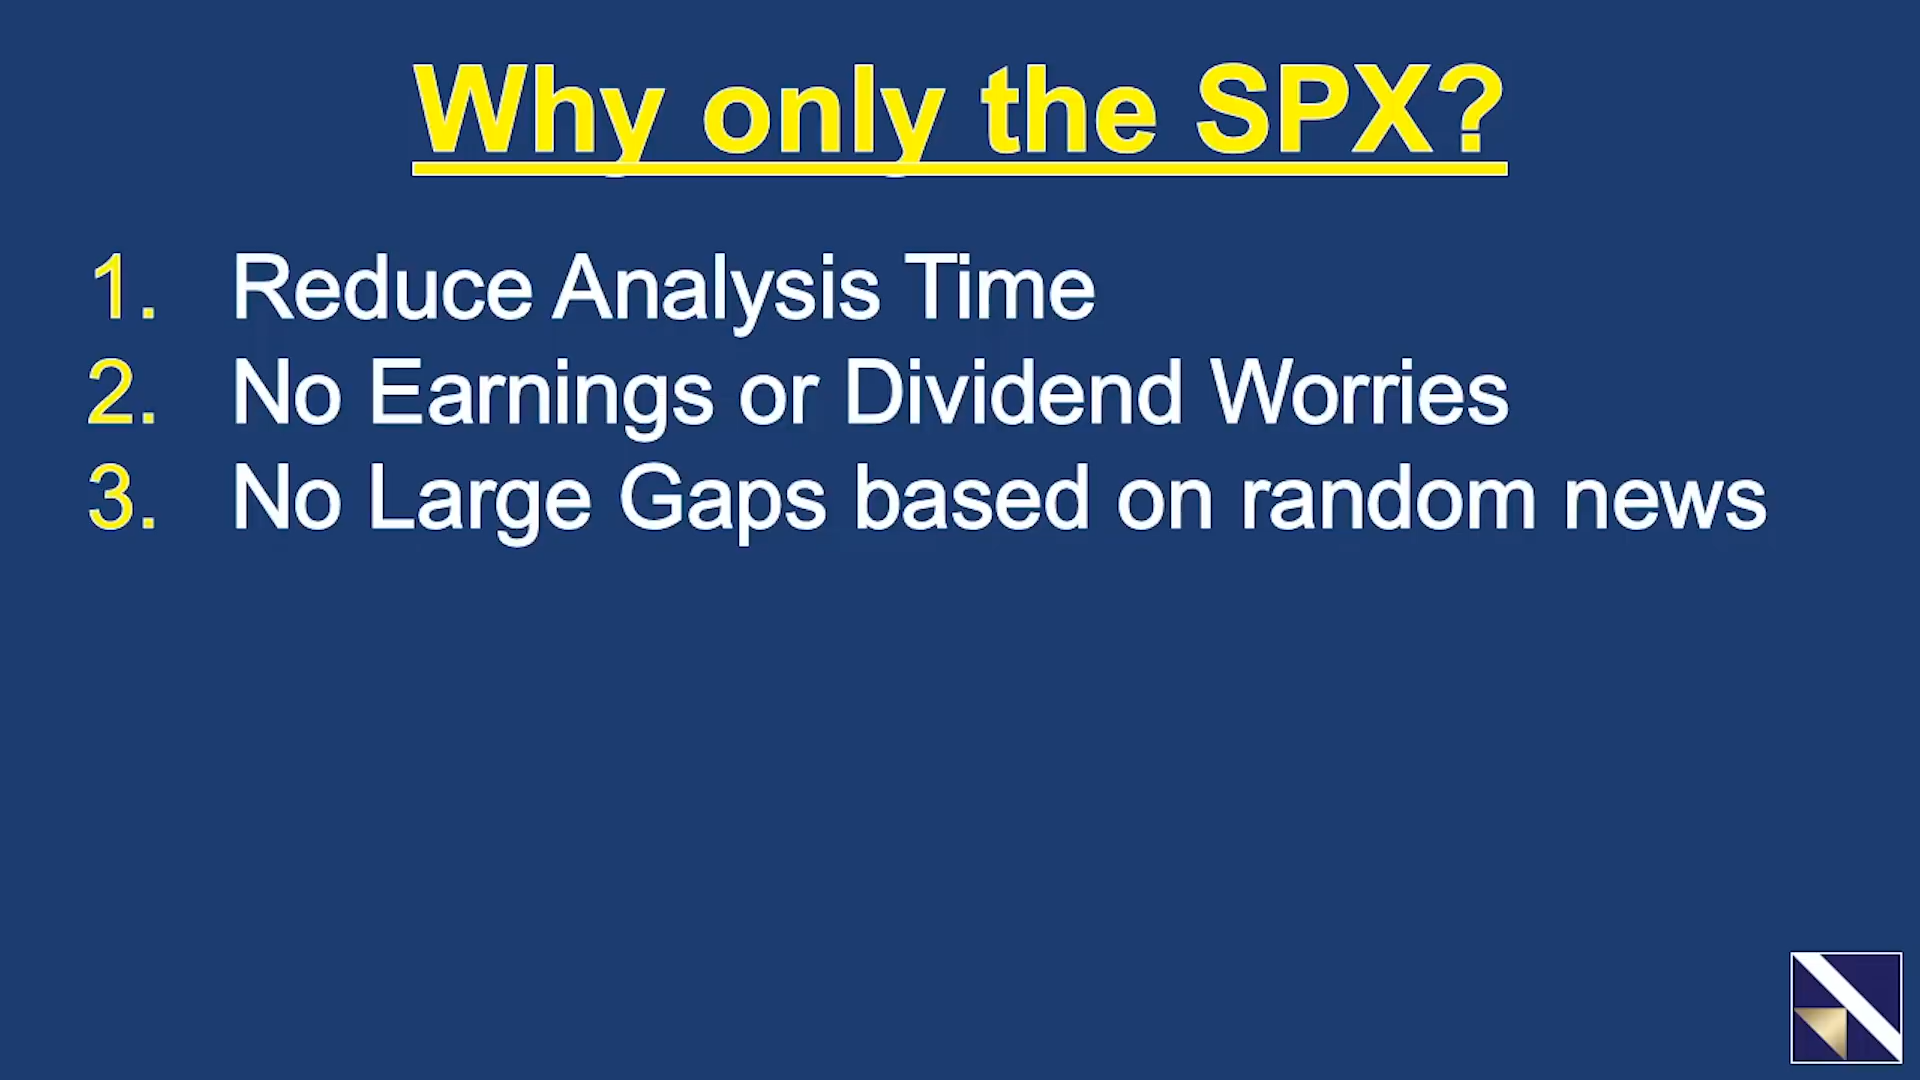 Why only the SPX?
1. Reduce Analysis Time
2. No Earnings or Dividend Worries
3. No Large Gaps based on random news